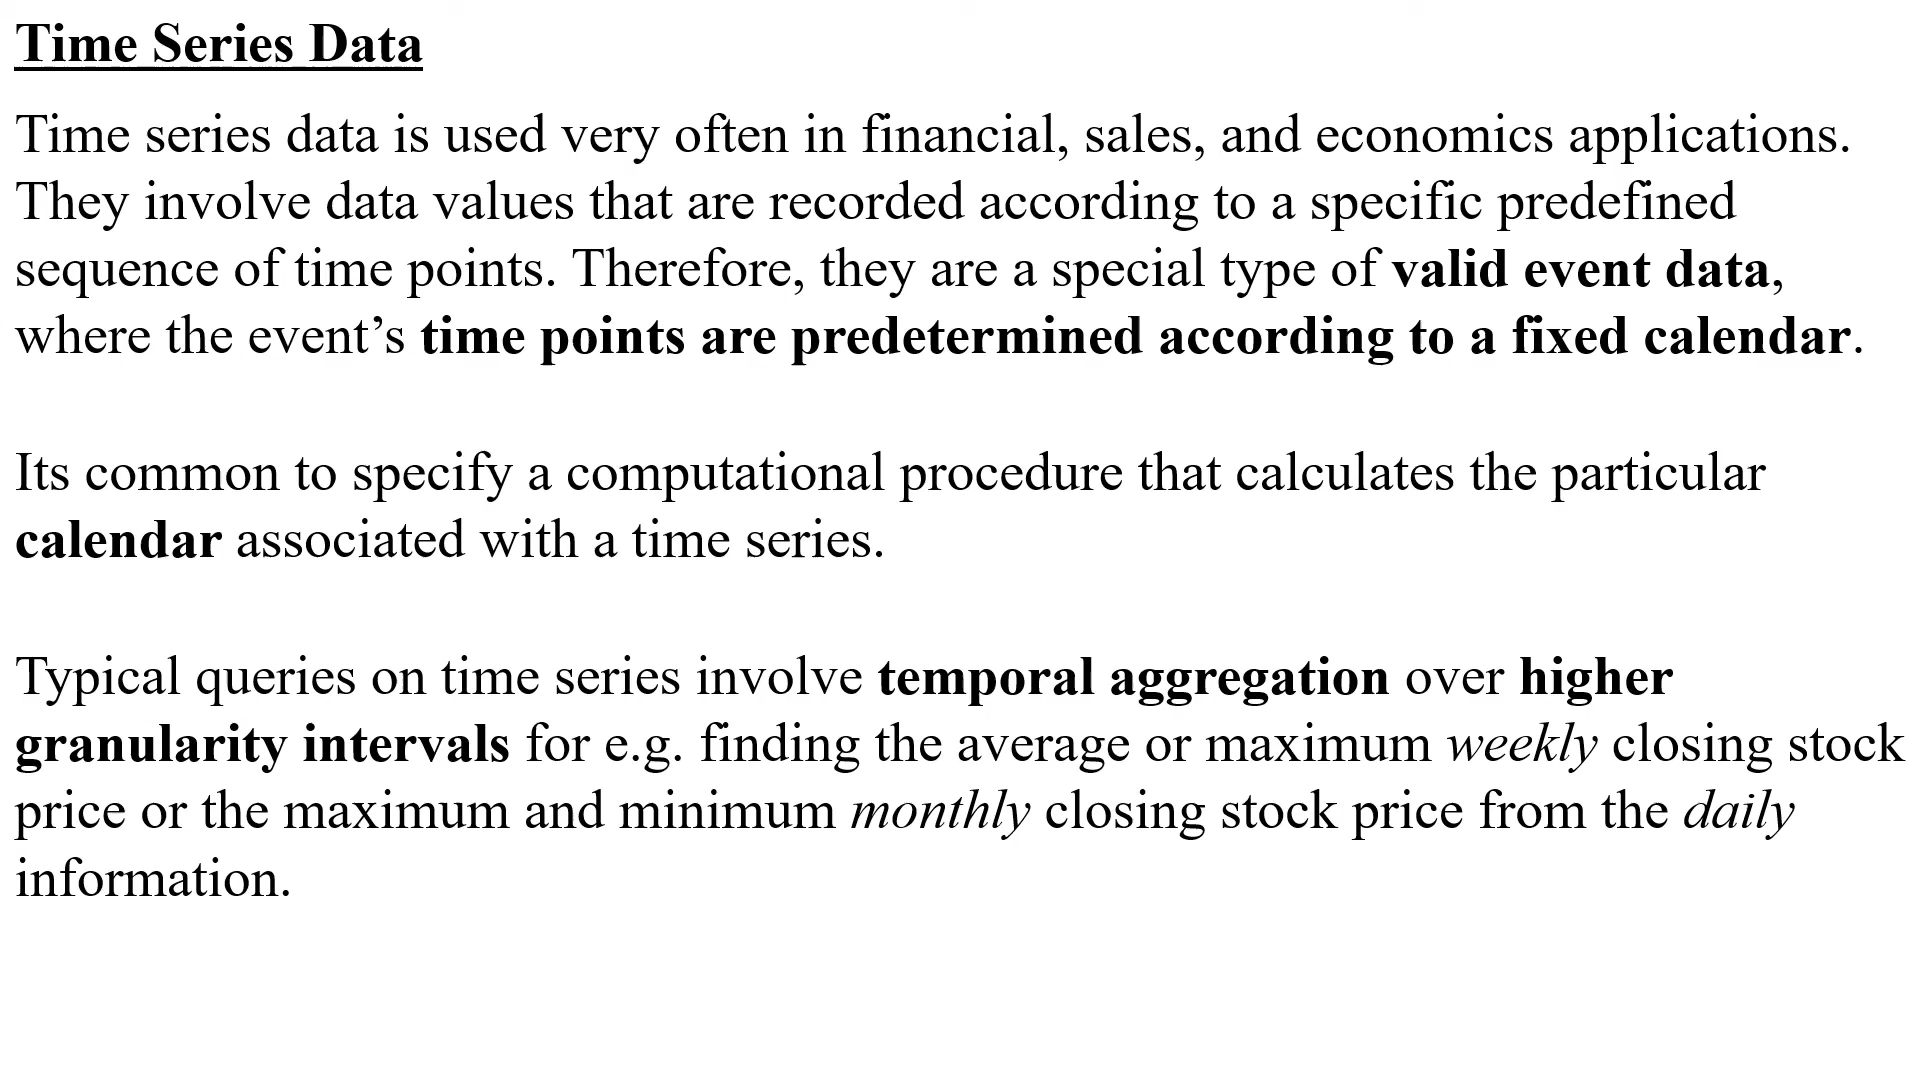 Time Series Data
Time series data is used very often in financial, sales, and economics applications.
They involve data values that are recorded according to a specific predefined
sequence of time points. Therefore, they are a special type of valid event data,
where the event’s time points are predetermined according to a fixed calendar.
Its common to specify a computational procedure that calculates the particular
calendar associated with a time series.
Typical queries on time series involve temporal aggregation over higher
granularity intervals for e.g. finding the average or maximum weekly closing stock
price or the maximum and minimum monthly closing stock price from the daily
information.